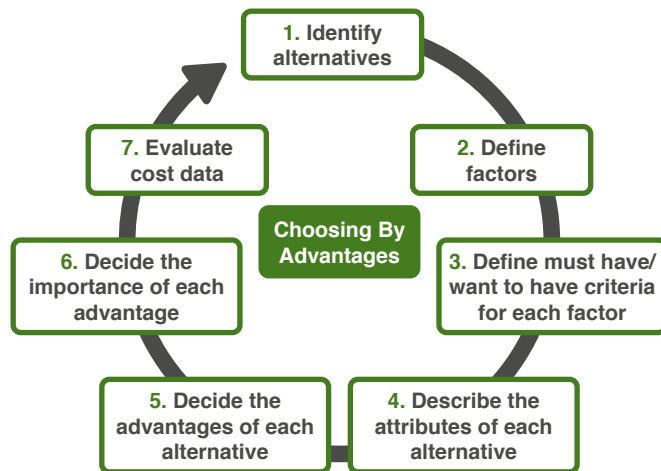 1. Identify
alternatives
2. Define
factors
3. Define must have/
want to have criteria
for each factor
4. Describe the
attributes of each
alternative
5. Decide the
advantages of each
alternative
6. Decide the
importance of each
advantage
7. Evaluate
cost data
Choosing By
Advantages